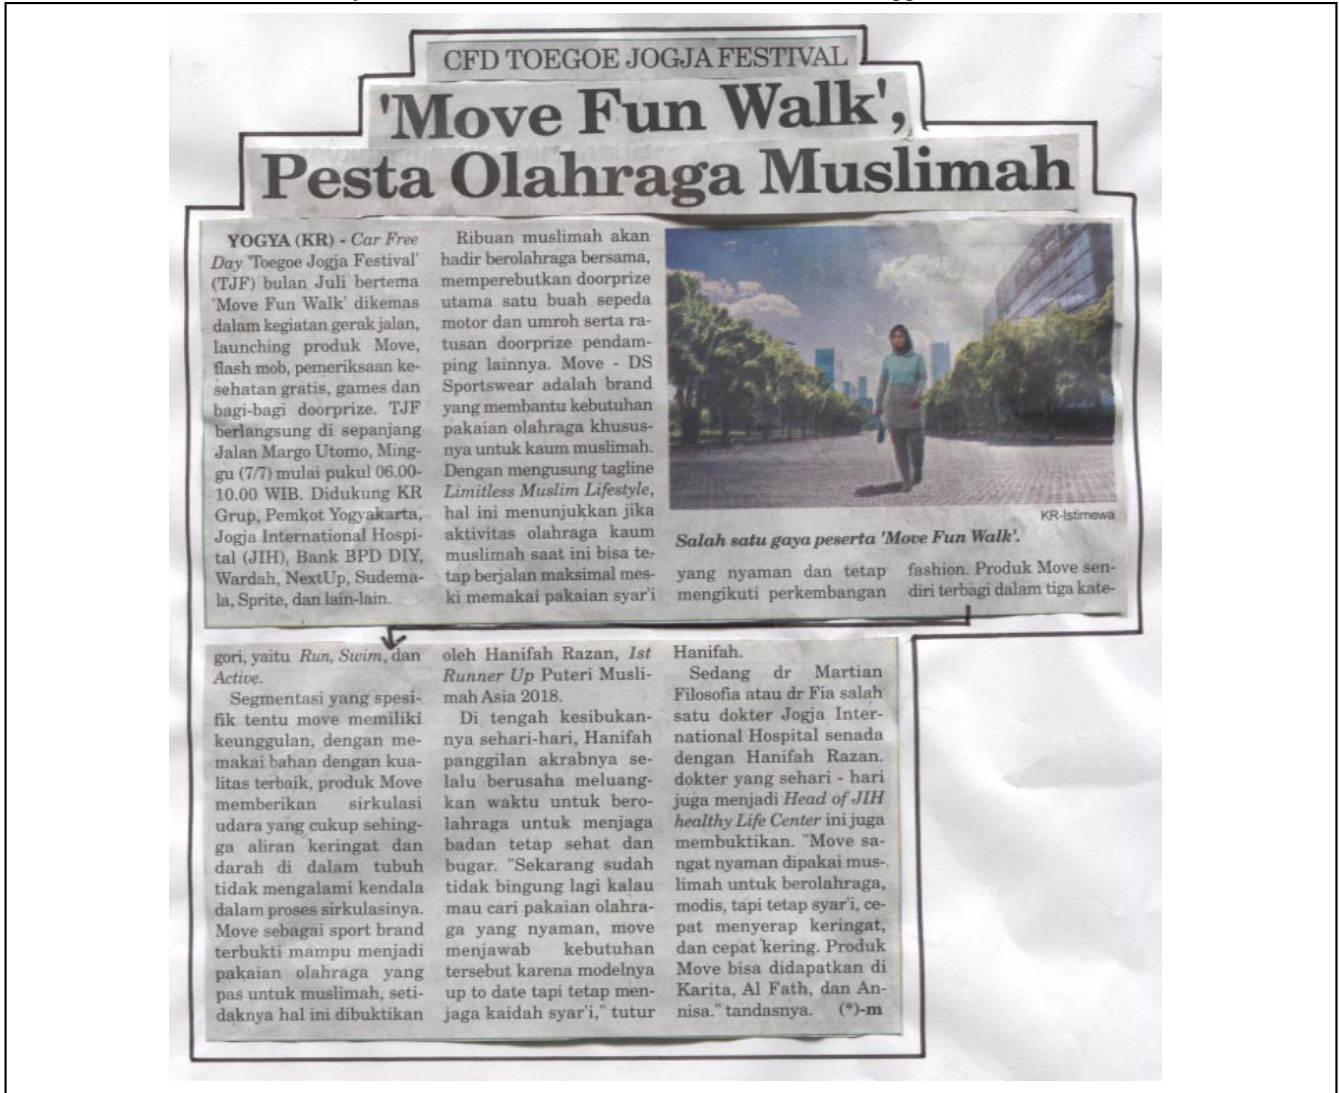 CFD TOEGOE JOGJA FESTIVAL
'Move Fun Walk',
Pesta Olahraga Muslimah
YOGYA (KR) - Car Free
Day 'Toegoe Jogja Festival'
(TJF) bulan Juli bertema
'Move Fun Walk' dikemas
dalam kegiatan gerak jalan,
launching produk Move,
flash mob, pemeriksaan ke-
sehatan gratis, games dan
bagi-bagi doorprize. TJF
berlangsung di sepanjang
Jalan Margo Utomo, Ming-
gu (7/7) mulai pukul 06.00-
10.00 WIB. Didukung KR
Grup, Pemkot Yogyakarta,
Jogja International Hospi-
tal (JIH), Bank BPD DIY,
Wardah, NextUp, Sudema-
la, Sprite, dan lain-lain.
Ribuan muslimah akan
hadir berolahraga bersama,
memperebutkan doorprize
utama satu buah sepeda
motor dan umroh serta ra-
tusan doorprize pendam-
ping lainnya. Move - DS
Sportswear adalah brand
yang membantu kebutuhan
pakaian olahraga khusus-
nya untuk kaum muslimah.
Dengan mengusung tagline
Limitless Muslim Lifestyle,
hal ini menunjukkan jika
aktivitas olahraga kaum
muslimah saat ini bisa te-
tap berjalan maksimal mes-
ki memakai pakaian syar'i
KR-Istimewa
Salah satu gaya peserta 'Move Fun Walk'.
yang nyaman dan tetap
mengikuti perkembangan
fashion. Produk Move sen-
diri terbagi dalam tiga kate-
gori, yaitu Run, Swim, dan
Active.
Segmentasi yang spesi-
fik tentu move memiliki
keunggulan, dengan me-
makai bahan dengan kua-
litas terbaik, produk Move
memberikan sirkulasi
udara yang cukup sehing-
ga aliran keringat dan
darah di dalam tubuh
tidak mengalami kendala
dalam proses sirkulasinya.
Move sebagai sport brand
terbukti mampu menjadi
pakaian olahraga yang
pas untuk muslimah, seti-
daknya hal ini dibuktikan
oleh Hanifah Razan, 1st
Runner Up Puteri Musli-
mah Asia 2018.
Di tengah kesibukan-
nya sehari-hari, Hanifah
panggilan akrabnya se-
lalu berusaha meluang-
kan waktu untuk bero-
lahraga untuk menjaga
badan tetap sehat dan
bugar. "Sekarang sudah
tidak bingung lagi kalau
mau cari pakaian olahra-
ga yang nyaman, move
menjawab kebutuhan
tersebut karena modelnya
up to date tapi tetap men-
jaga kaidah syar'i," tutur
Hanifah.
Sedang dr Martian
Filosofia atau dr Fia salah
satu dokter Jogja Inter-
national Hospital senada
dengan Hanifah Razan.
dokter yang sehari - hari
juga menjadi Head of JIH
healthy Life Center ini juga
membuktikan. "Move sa-
ngat nyaman dipakai mus-
limah untuk berolahraga,
modis, tapi tetap syar'i, ce-
pat menyerap keringat,
dan cepat kering. Produk
Move bisa didapatkan di
Karita, Al Fath, dan An-
nisa." tandasnya. (*)-m